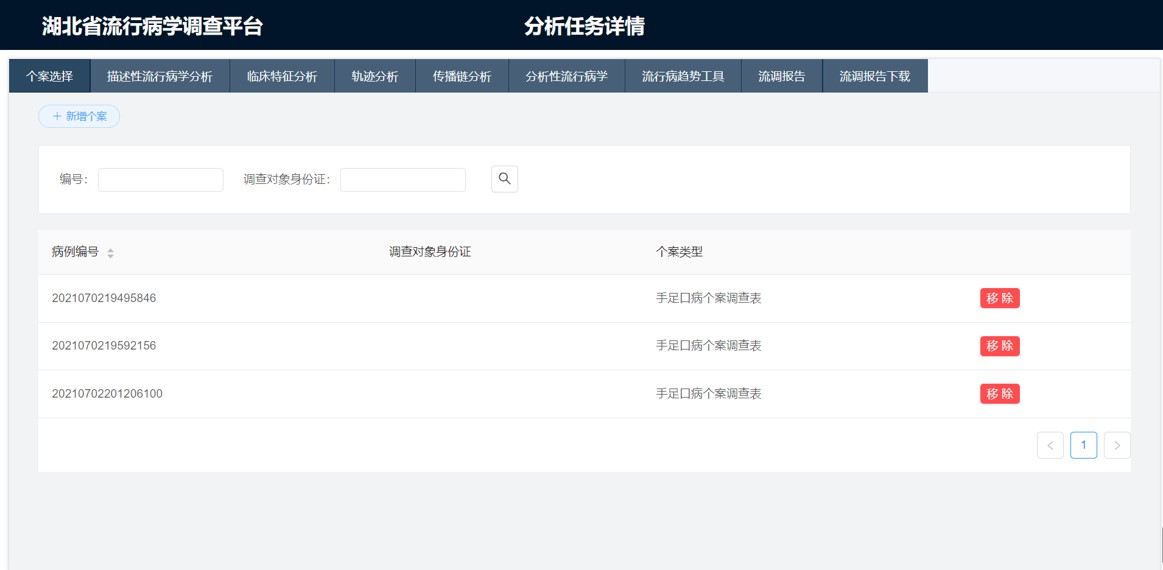 湖北省流行病学调查平台 分析任务详情
个案选择 描述性流行病学分析 临床特征分析 轨迹分析 传播链分析 分析性流行病学 流行病趋势工具 流调报告 流调报告下载
+ 新增个案
编号: 调查对象身份证:
病例编号 调查对象身份证 个案类型
2021070219495846 手足口病个案调查表 移 除
2021070219592156 手足口病个案调查表 移 除
20210702201206100 手足口病个案调查表 移 除
< 1 >